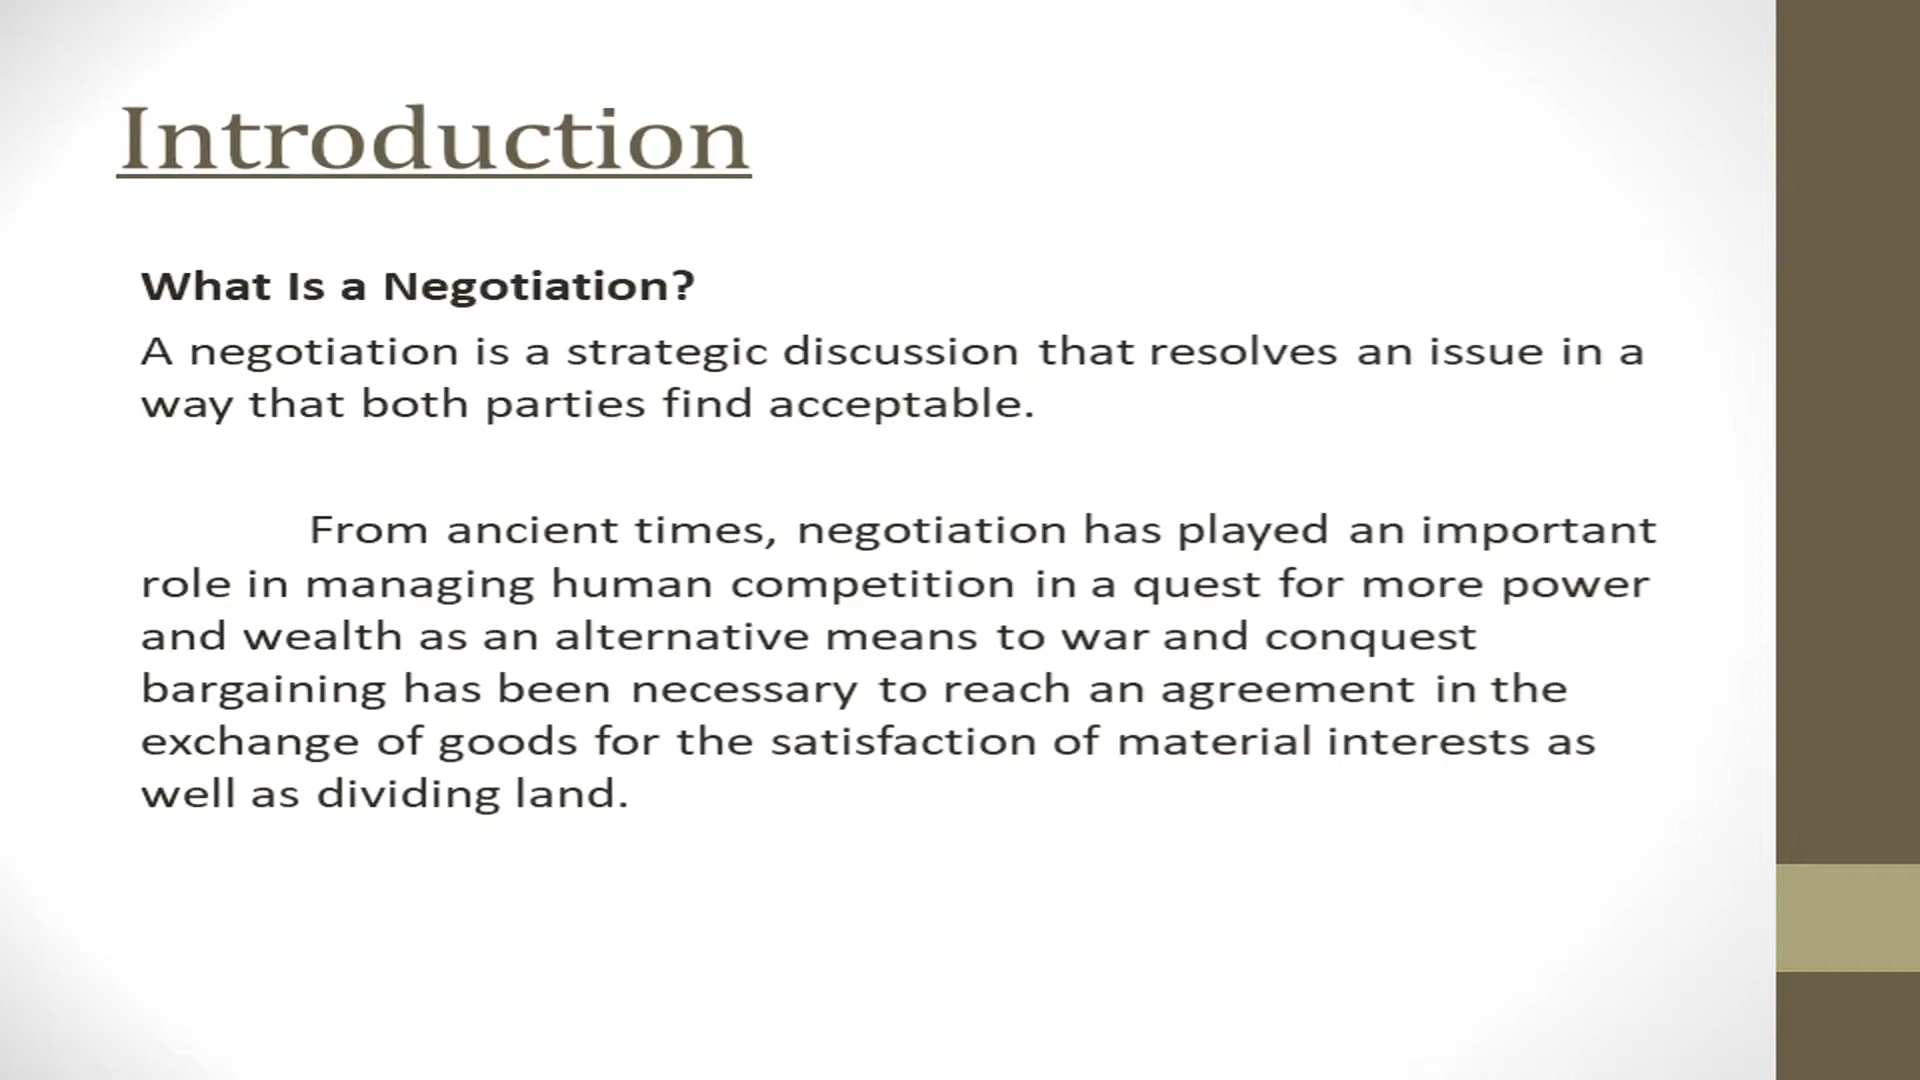 Introduction
What Is a Negotiation?
A negotiation is a strategic discussion that resolves an issue in a
way that both parties find acceptable.
From ancient times, negotiation has played an important
role in managing human competition in a quest for more power
and wealth as an alternative means to war and conquest
bargaining has been necessary to reach an agreement in the
exchange of goods for the satisfaction of material interests as
well as dividing land.